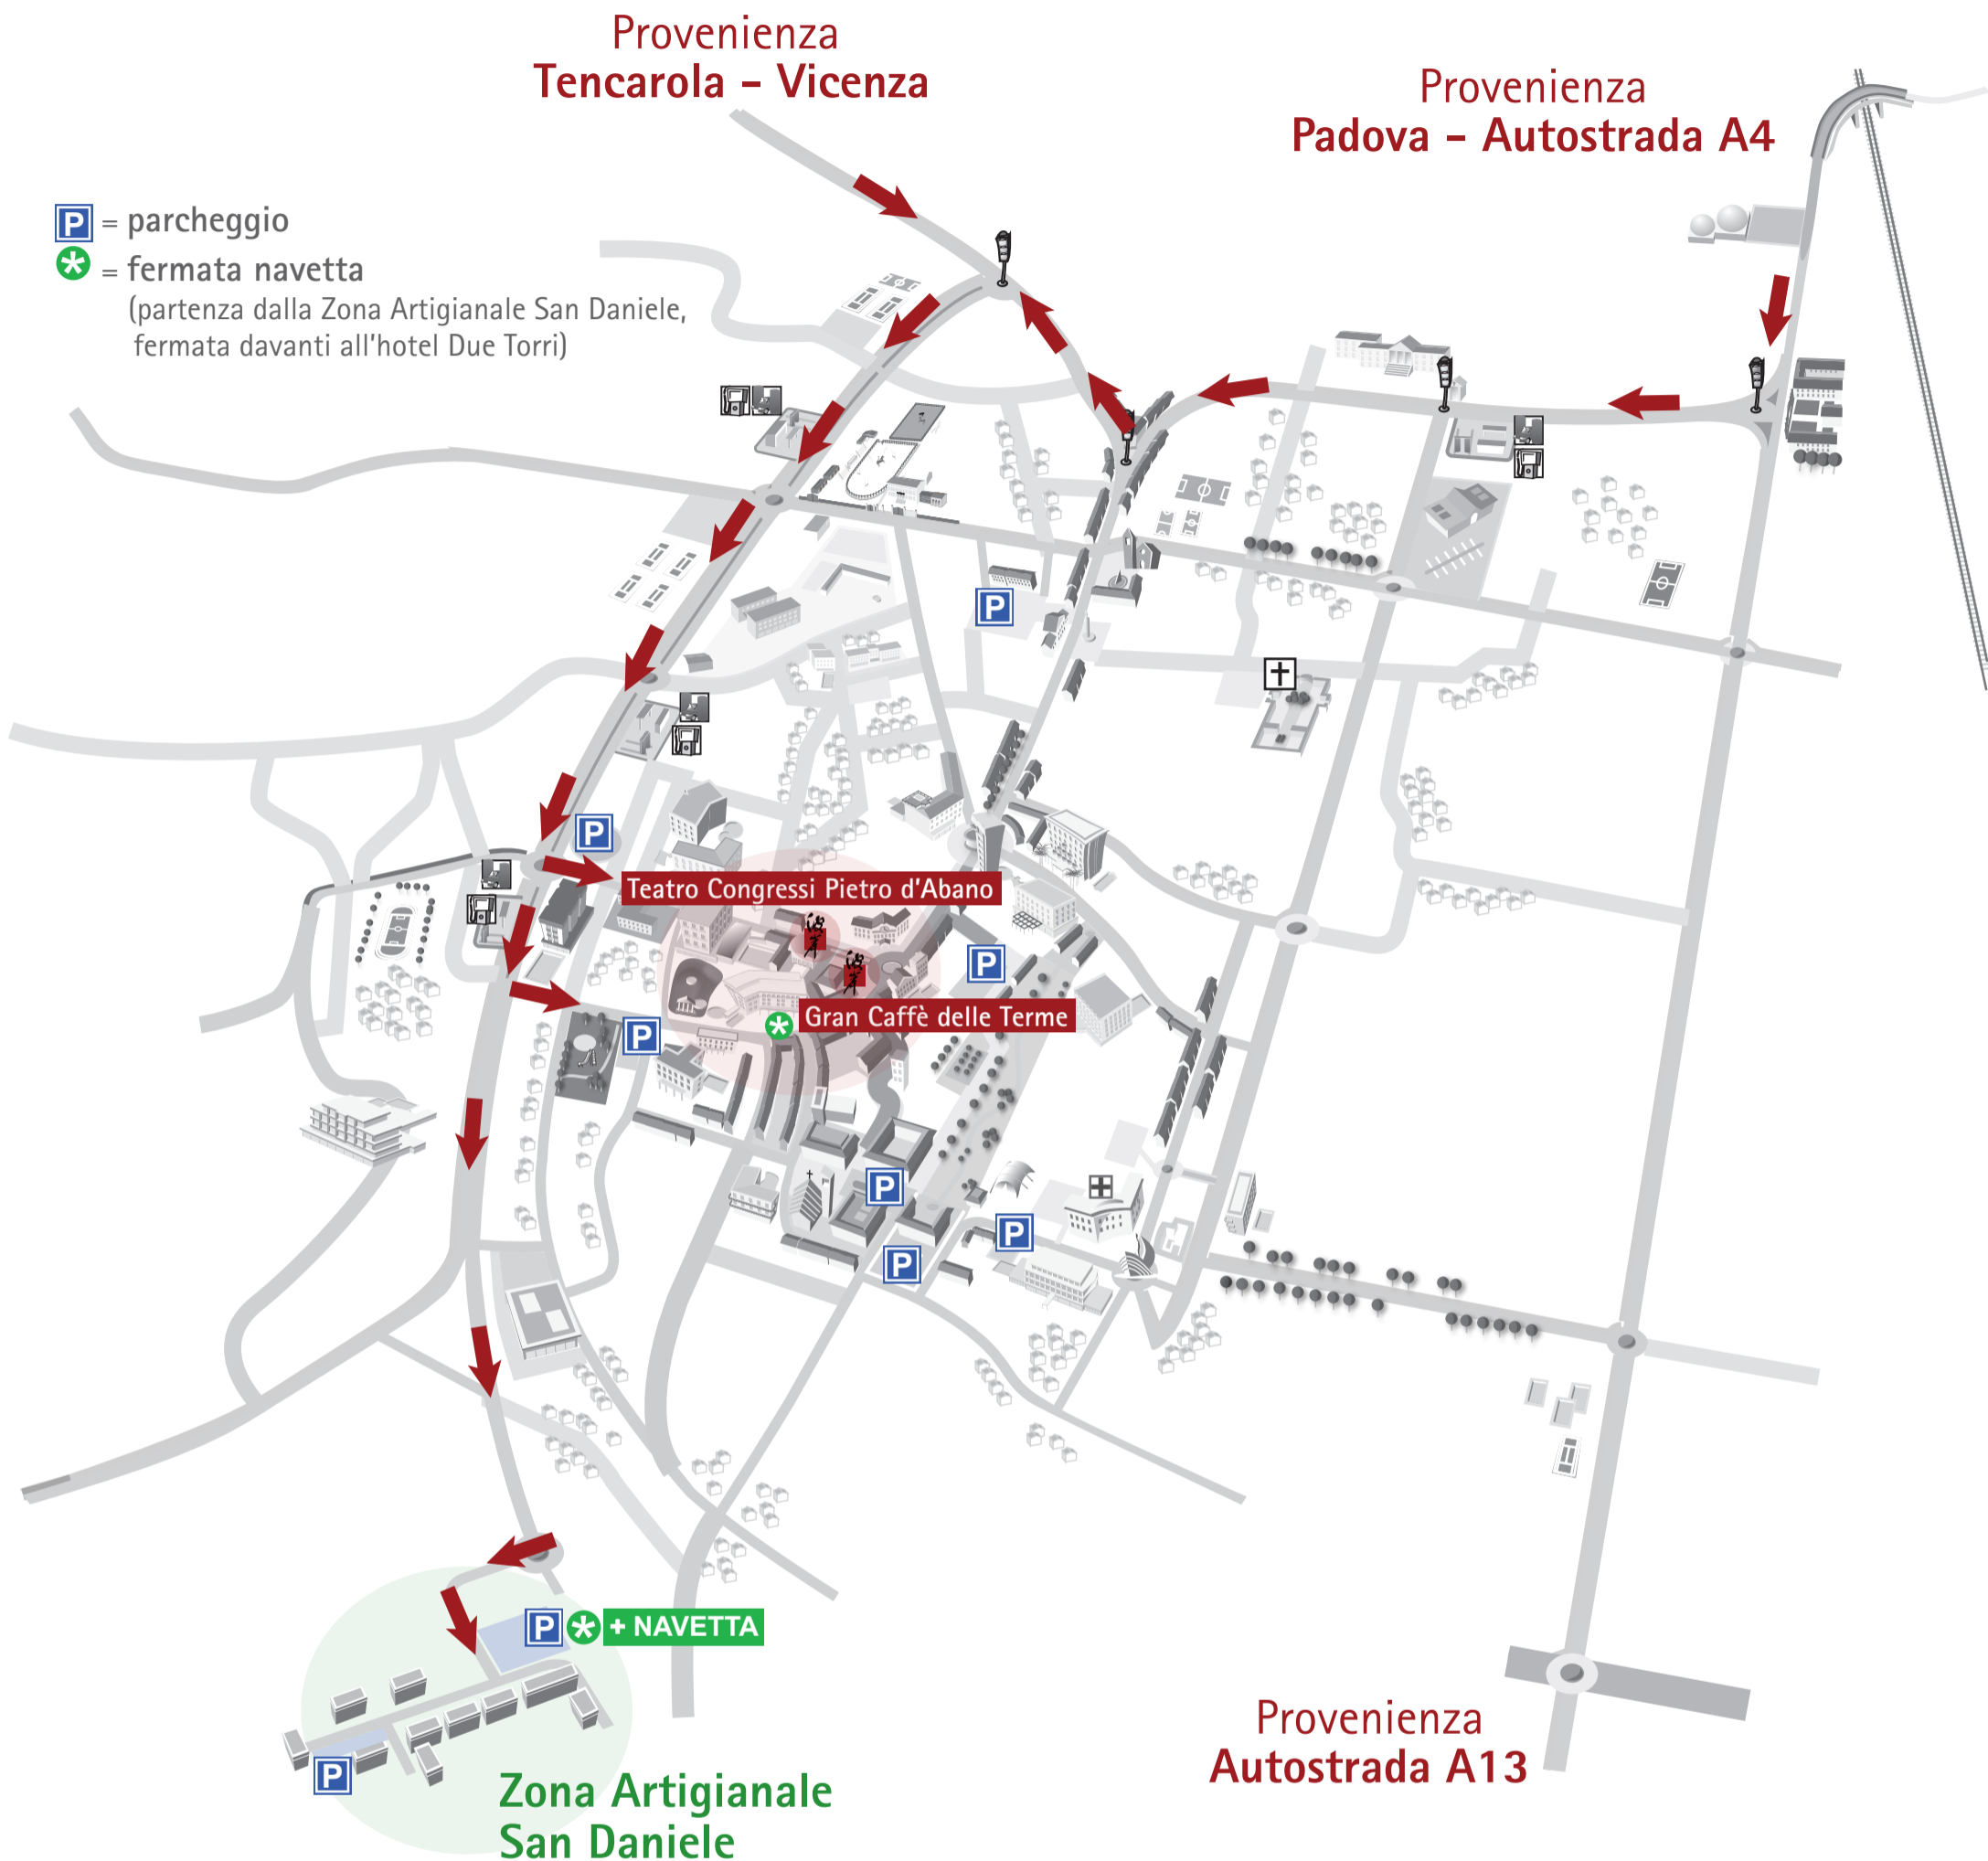 Provenienza
Tencarola - Vicenza
Provenienza
Padova - Autostrada A4
P = parcheggio
* = fermata navetta
(partenza dalla Zona Artigianale San Daniele,
fermata davanti all'hotel Due Torri)
P
P
Teatro Congressi Pietro d'Abano
P
Gran Caffè delle Terme
P
P
P
P
P * + NAVETTA
P
Zona Artigianale
San Daniele
Provenienza
Autostrada A13